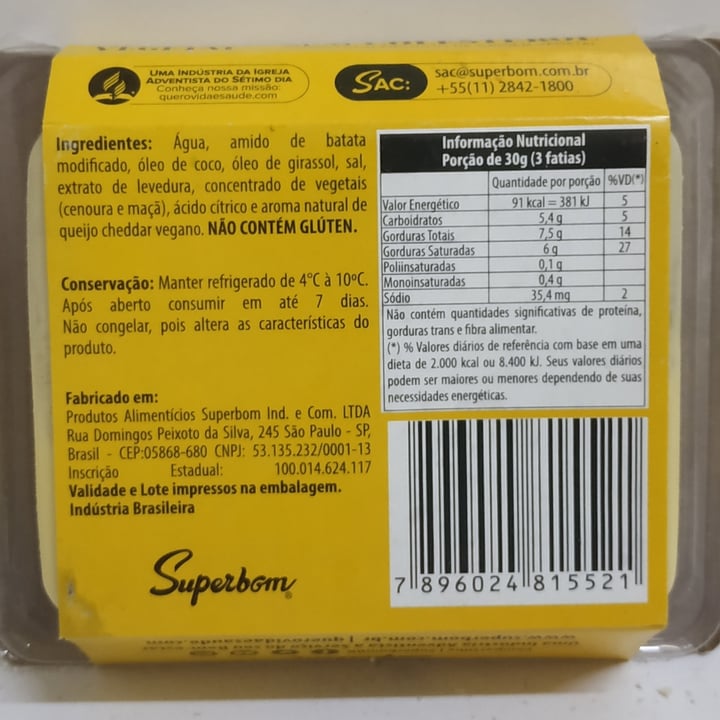 UMA INDÚSTRIA DA IGREJA
ADVENTISTA DO SÉTIMO DIA
Conheça nossa missão:
querovidaesaude.com
SAC:
sac@superbom.com.br
+55(11) 2842-1800
Ingredientes: Água, amido de batata
modificado, óleo de coco, óleo de girassol, sal,
extrato de levedura, concentrado de vegetais
(cenoura e maçã), ácido cítrico e aroma natural de
queijo cheddar vegano. NÃO CONTÉM GLÚTEN.
Conservação: Manter refrigerado de 4ºC à 10ºC.
Após aberto consumir em até 7 dias.
Não congelar, pois altera as características do
produto.
Fabricado em:
Produtos Alimentícios Superbom Ind. e Com. LTDA
Rua Domingos Peixoto da Silva, 245 São Paulo - SP,
Brasil - CEP:05868-680 CNPJ: 53.135.232/0001-13
Inscrição Estadual: 100.014.624.117
Validade e Lote impressos na embalagem.
Indústria Brasileira
Superbom
Informação Nutricional
Porção de 30g (3 fatias)
Quantidade por porção %VD(*)
Valor Energético 91 kcal = 381 kJ 5
Carboidratos 5,4 g 5
Gorduras Totais 7,5 g 14
Gorduras Saturadas 6 g 27
Poliinsaturadas 0,1 g
Monoinsaturadas 0,4 g
Sódio 35,4 mg 2
Não contém quantidades significativas de proteína,
gorduras trans e fibra alimentar.
(*) % Valores diários de referência com base em uma
dieta de 2.000 kcal ou 8.400 kJ. Seus valores diários
podem ser maiores ou menores dependendo de suas
necessidades energéticas.
7 896024 815521
www.superbom.com.br | querovidaesaude.com